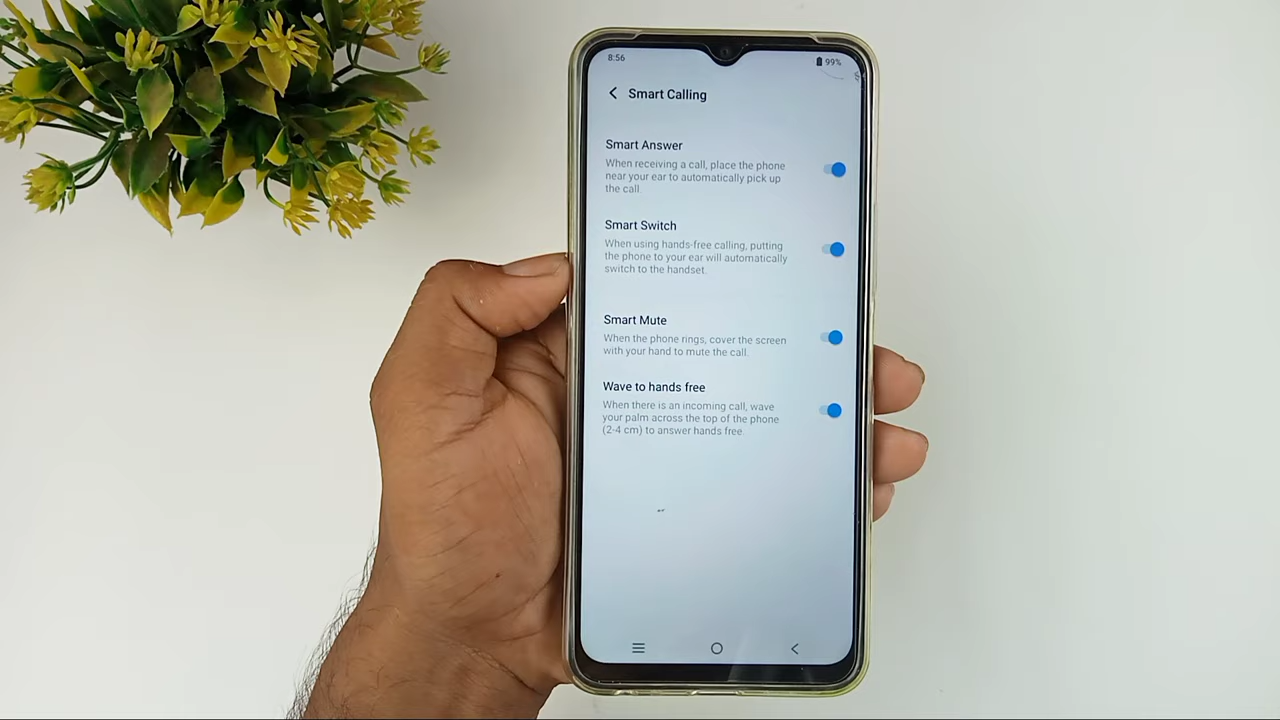 8:56
99%
Smart Calling
Smart Answer
When receiving a call, place the phone
near your ear to automatically pick up
the call.
Smart Switch
When using hands-free calling, putting
the phone to your ear will automatically
switch to the handset.
Smart Mute
When the phone rings, cover the screen
with your hand to mute the call.
Wave to hands free
When there is an incoming call, wave
your palm across the top of the phone
(2-4 cm) to answer hands free.